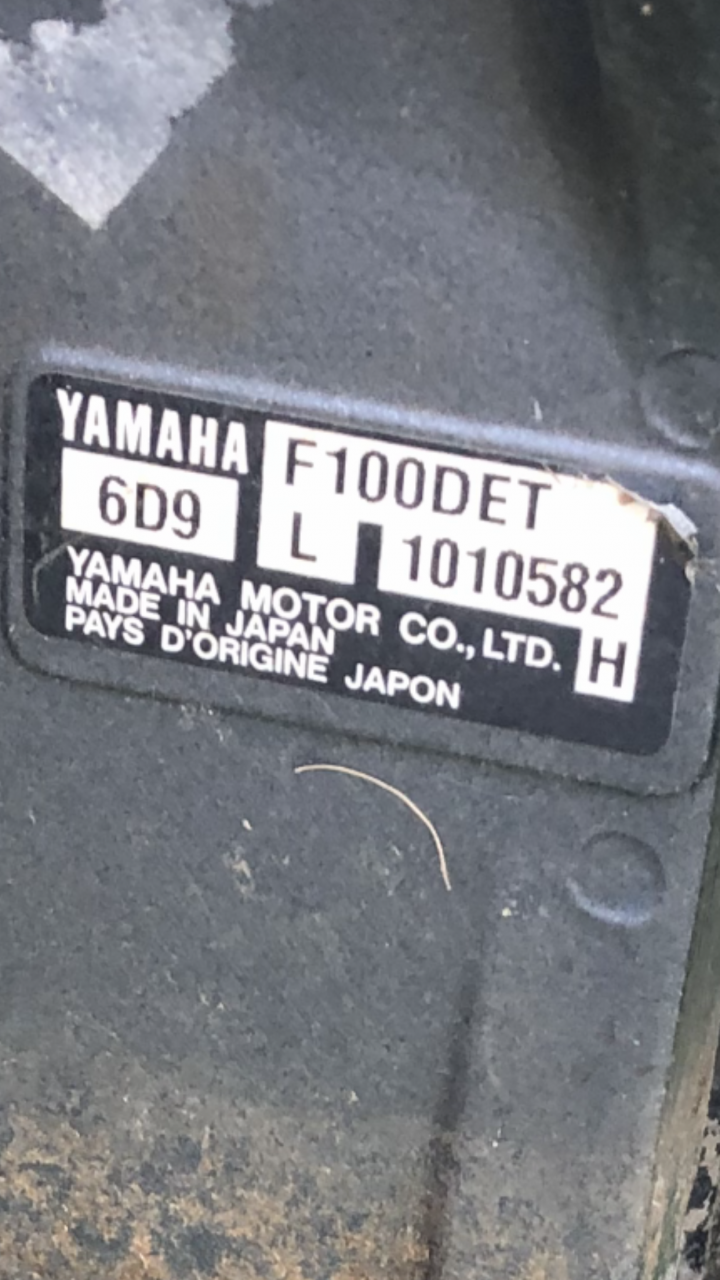 YAMAHA F100DET
6D9 L 1010582
YAMAHA MOTOR CO., LTD.
MADE IN JAPAN
PAYS D'ORIGINE JAPON
H